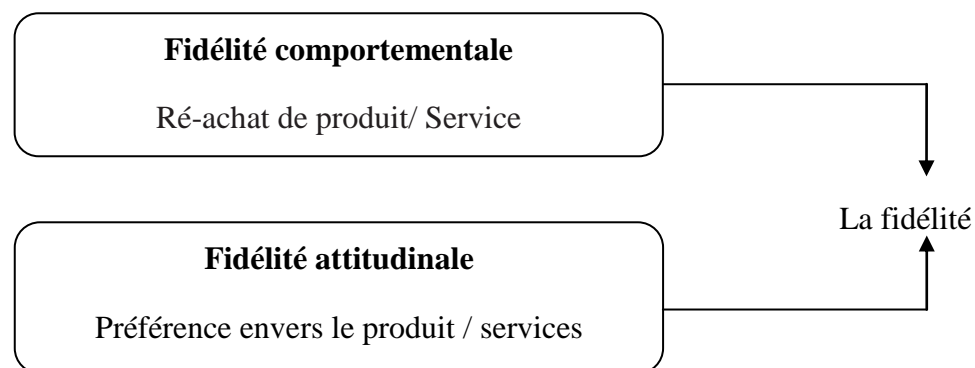 Fidélité comportementale
Ré-achat de produit/ Service
La fidélité
Fidélité attitudinale
Préférence envers le produit / services